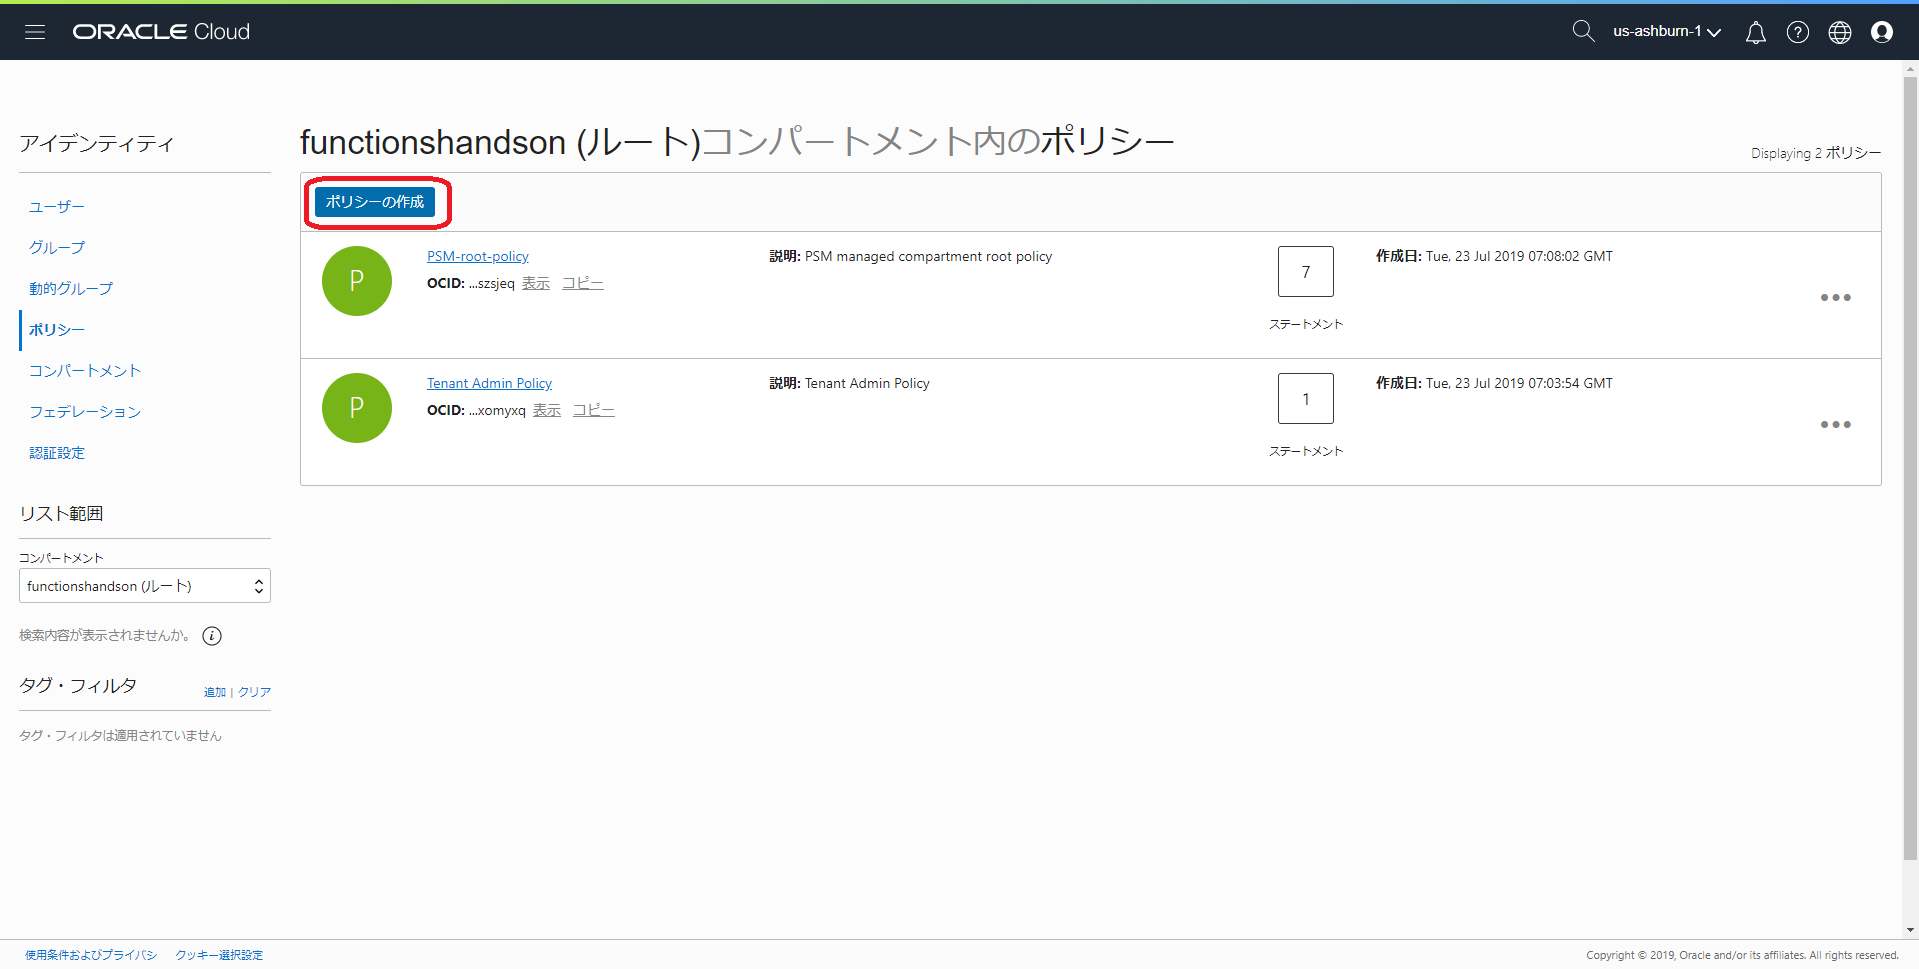 ORACLE Cloud
us-ashburn-1
アイデンティティ
ユーザー
グループ
動的グループ
ポリシー
コンパートメント
フェデレーション
認証設定
リスト範囲
コンパートメント
functionshandson (ルート)
検索内容が表示されませんか。 i
タグ・フィルタ 追加 | クリア
タグ・フィルタは適用されていません
functionshandson (ルート)コンパートメント内のポリシー
Displaying 2 ポリシー
ポリシーの作成
P
PSM-root-policy
OCID: ...szsjeq 表示 コピー
説明: PSM managed compartment root policy
7
ステートメント
作成日: Tue, 23 Jul 2019 07:08:02 GMT
P
Tenant Admin Policy
OCID: ...xomyxq 表示 コピー
説明: Tenant Admin Policy
1
ステートメント
作成日: Tue, 23 Jul 2019 07:03:54 GMT
使用条件およびプライバシ クッキー選択設定
Copyright © 2019, Oracle and/or its affiliates. All rights reserved.